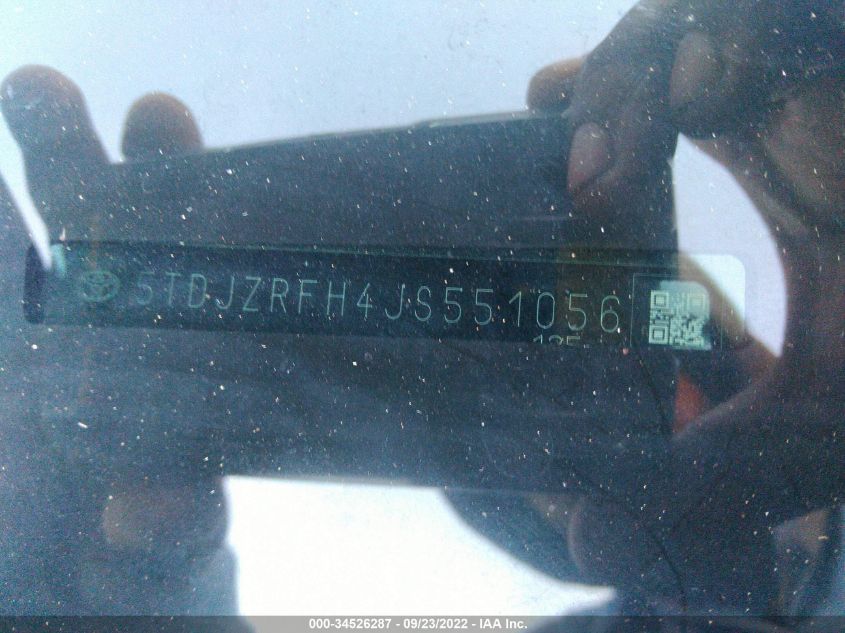 5TDJZRFH4JS551056
000-34526287 - 09/23/2022 - IAA Inc.